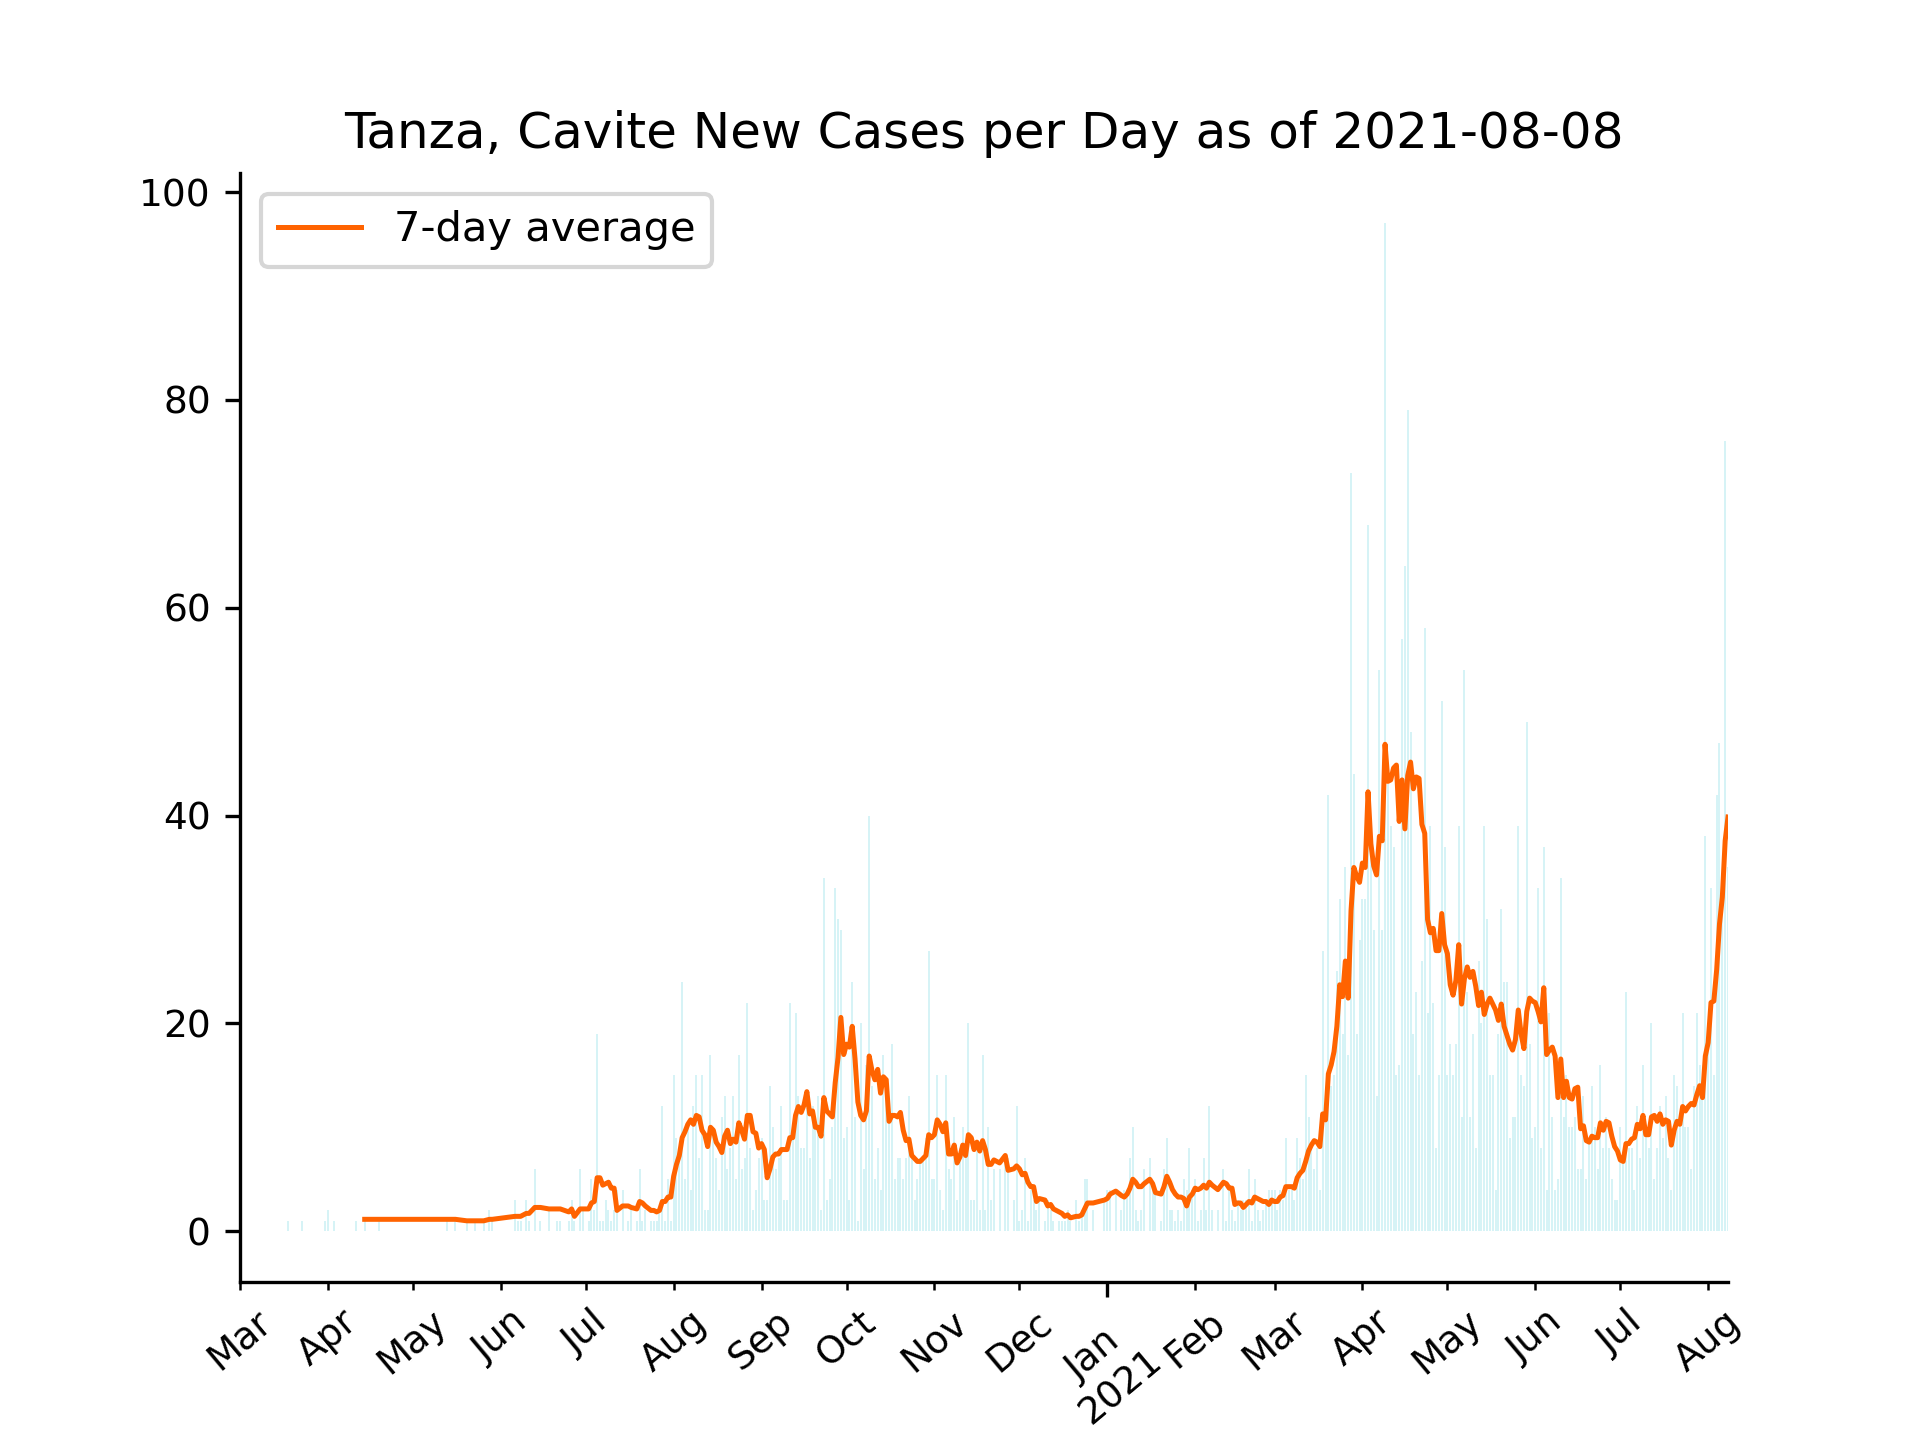 Tanza, Cavite New Cases per Day as of 2021-08-08
7-day average
100
80
60
40
20
0
Mar Apr May Jun Jul Aug Sep Oct Nov Dec Jan Feb Mar Apr May Jun Jul Aug
2021